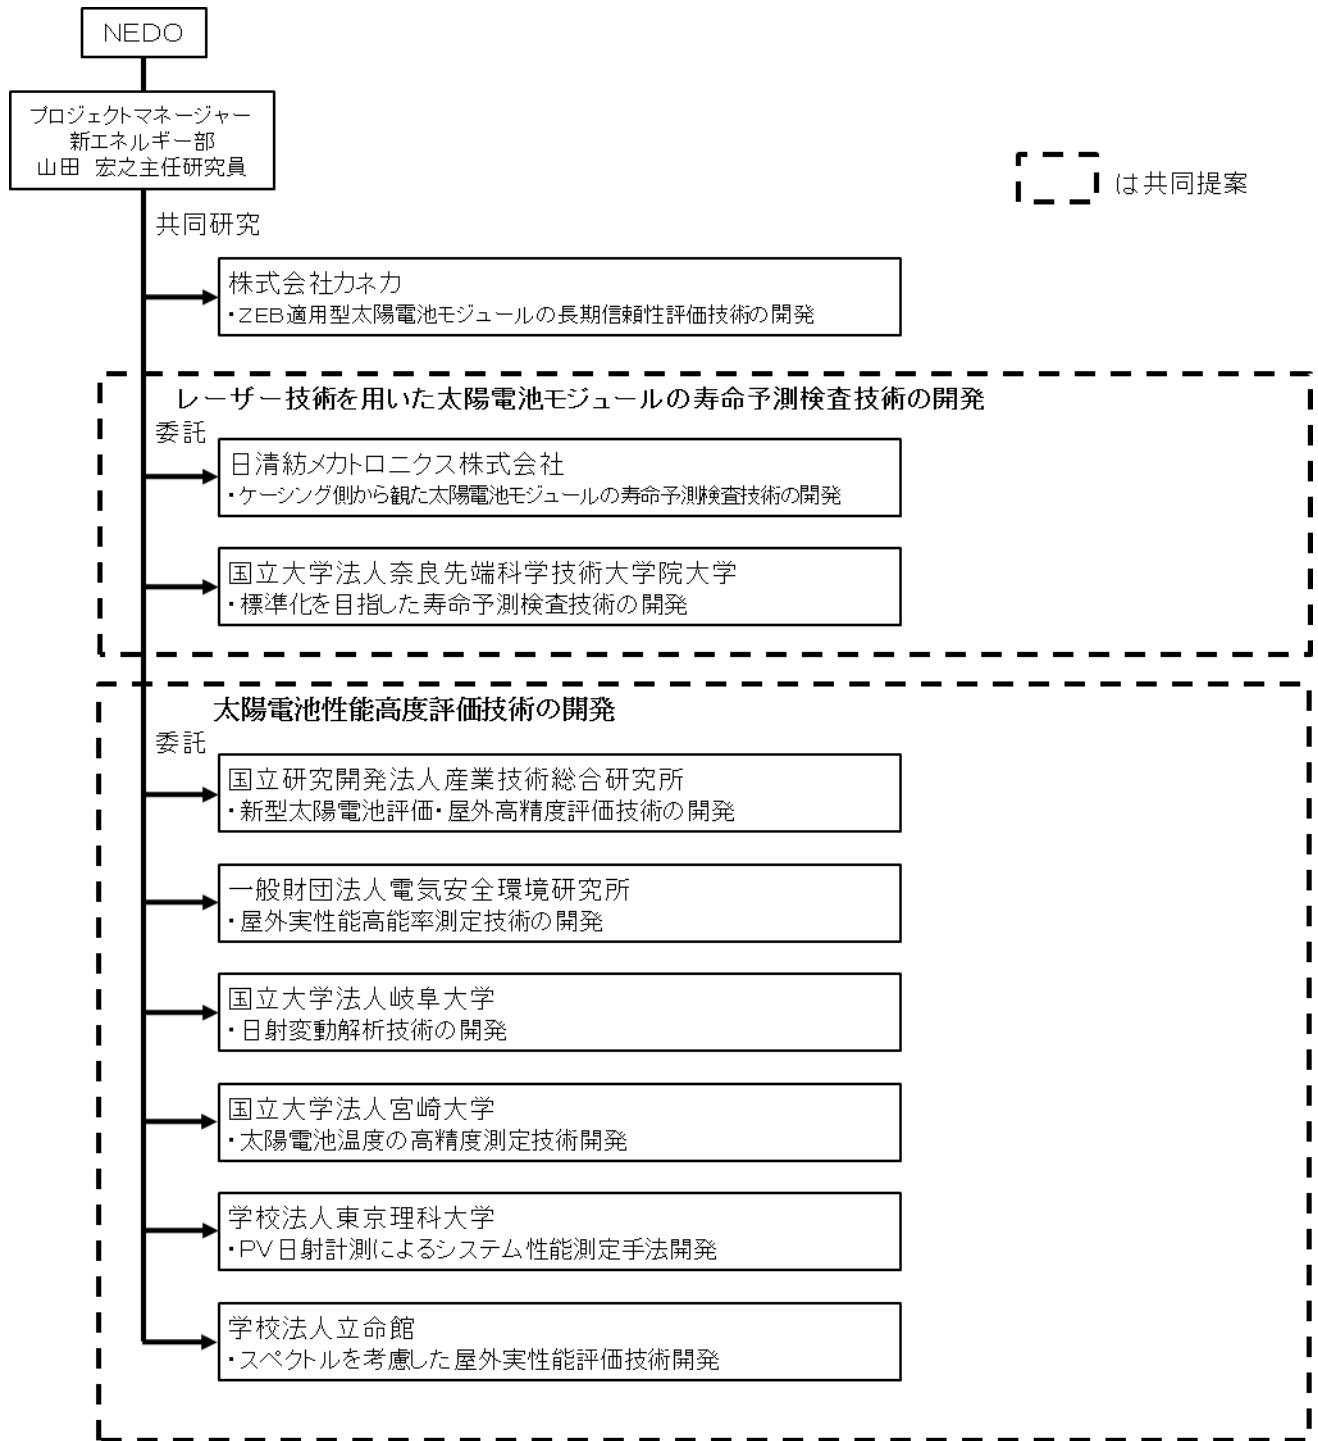 NEDO
プロジェクトマネージャー
新エネルギー部
山田 宏之主任研究員
は共同提案
共同研究
株式会社カネカ
・ZEB適用型太陽電池モジュールの長期信頼性評価技術の開発
レーザー技術を用いた太陽電池モジュールの寿命予測検査技術の開発
委託
日清紡メカトロニクス株式会社
・ケーシング側から観た太陽電池モジュールの寿命予測検査技術の開発
国立大学法人奈良先端科学技術大学院大学
・標準化を目指した寿命予測検査技術の開発
太陽電池性能高度評価技術の開発
委託
国立研究開発法人産業技術総合研究所
・新型太陽電池評価・屋外高精度評価技術の開発
一般財団法人電気安全環境研究所
・屋外実性能高能率測定技術の開発
国立大学法人岐阜大学
・日射変動解析技術の開発
国立大学法人宮崎大学
・太陽電池温度の高精度測定技術開発
学校法人東京理科大学
・PV日射計測によるシステム性能測定手法開発
学校法人立命館
・スペクトルを考慮した屋外実性能評価技術開発